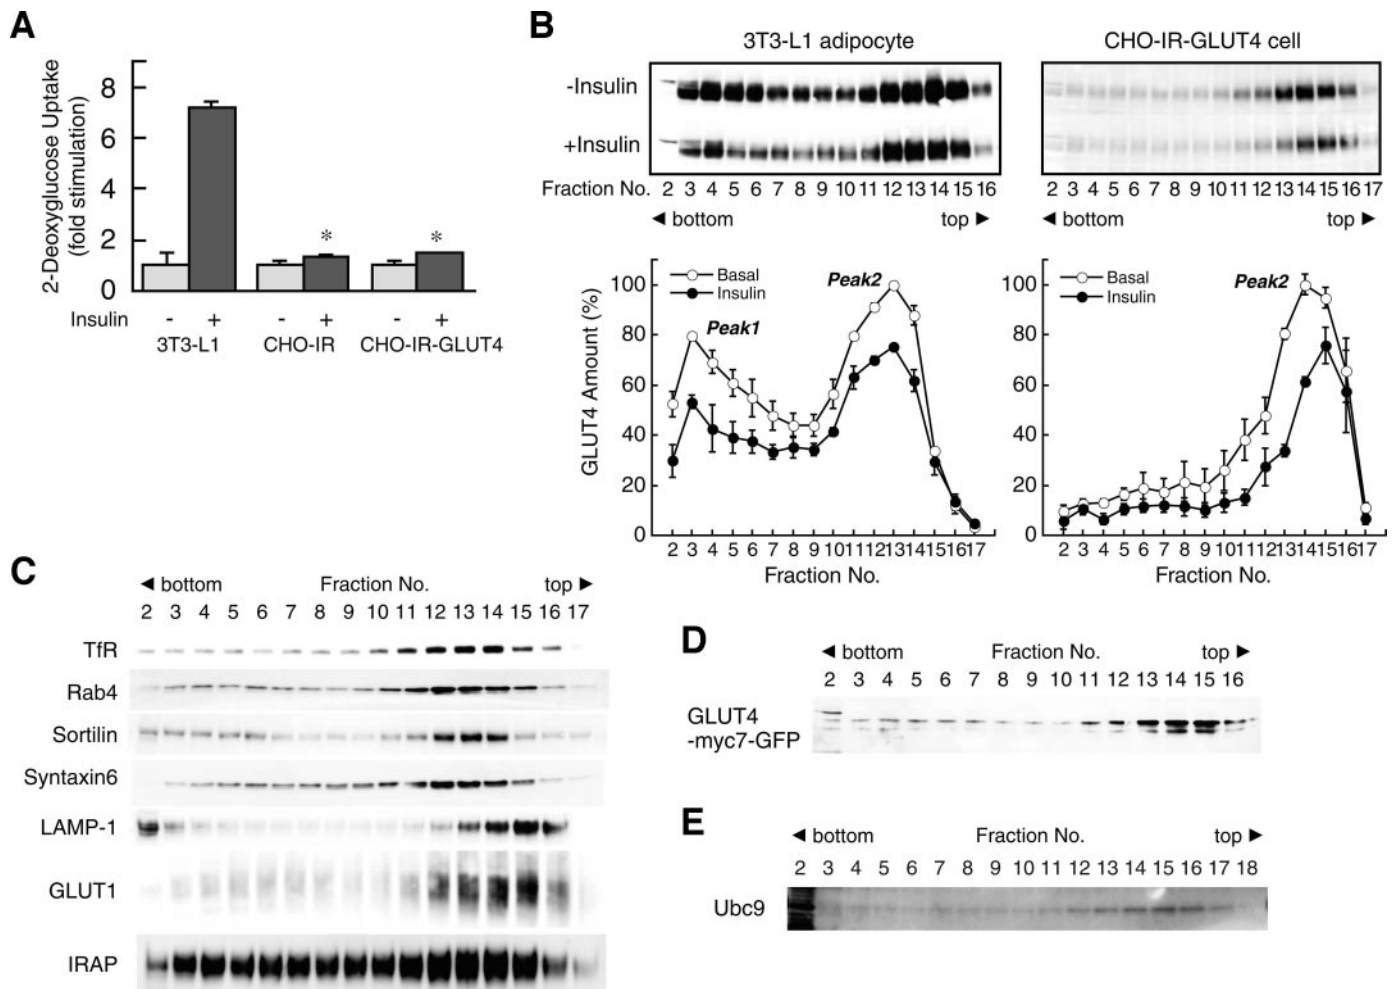 A
2-Deoxyglucose Uptake
(fold stimulation)
8
6
4
2
0
*
*
Insulin - + - + - +
3T3-L1 CHO-IR CHO-IR-GLUT4
B
3T3-L1 adipocyte CHO-IR-GLUT4 cell
-Insulin
+Insulin
Fraction No. 2 3 4 5 6 7 8 9 10 11 12 13 14 15 16
2 3 4 5 6 7 8 9 10 11 12 13 14 15 16 17
◄ bottom top ►
◄ bottom top ►
GLUT4 Amount (%)
100
80
60
40
20
0
Basal
Insulin
Peak1
Peak2
2 3 4 5 6 7 8 9 10 11 12 13 14 15 16 17
Fraction No.
100
80
60
40
20
0
Basal
Insulin
Peak2
2 3 4 5 6 7 8 9 10 11 12 13 14 15 16 17
Fraction No.
C
◄ bottom Fraction No. top ►
2 3 4 5 6 7 8 9 10 11 12 13 14 15 16 17
TfR
Rab4
Sortilin
Syntaxin6
LAMP-1
GLUT1
IRAP
D
◄ bottom Fraction No. top ►
2 3 4 5 6 7 8 9 10 11 12 13 14 15 16
GLUT4
-myc7-GFP
E
◄ bottom Fraction No. top ►
2 3 4 5 6 7 8 9 10 11 12 13 14 15 16 17 18
Ubc9